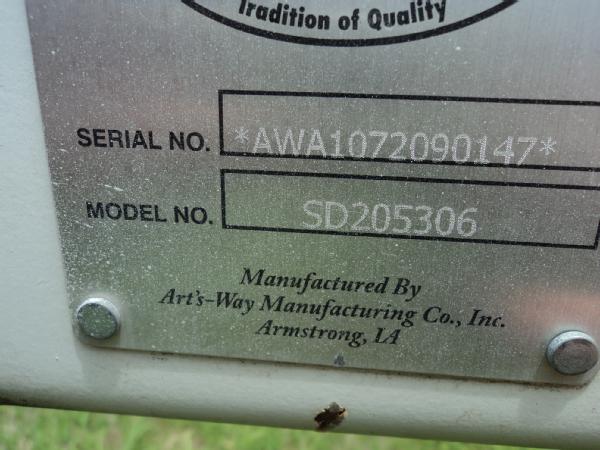 Tradition of Quality
SERIAL NO. *AWA1072090147*
MODEL NO. SD205306
Manufactured By
Art's-Way Manufacturing Co., Inc.
Armstrong, IA